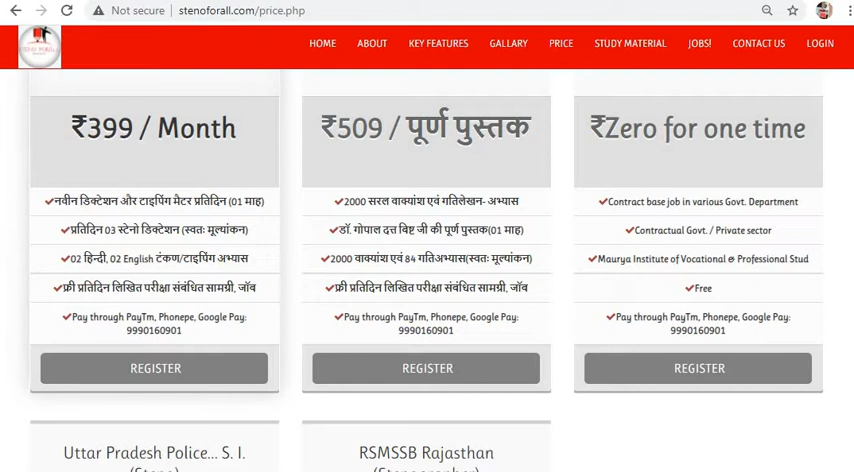 Not secure
stenoforall.com/price.php
HOME ABOUT KEY FEATURES GALLARY PRICE STUDY MATERIAL JOBS! CONTACT US LOGIN
₹399 / Month
नवीन डिक्टेशन और टाइपिंग मैटर प्रतिदिन (01 माह)
प्रतिदिन 03 स्टेनो डिक्टेशन (स्वतः मूल्यांकन)
02 हिन्दी, 02 English टंकण/टाइपिंग अभ्यास
फ्री प्रतिदिन लिखित परीक्षा संबंधित सामग्री, जॉब
Pay through PayTm, Phonepe, Google Pay:
9990160901
REGISTER
₹509 / पूर्ण पुस्तक
2000 सरल वाक्यांश एवं गतिलेखन- अभ्यास
डॉ. गोपाल दत्त बिष्ट जी की पूर्ण पुस्तक(01 माह)
2000 वाक्यांश एवं 84 गतिअभ्यास(स्वतः मूल्यांकन)
फ्री प्रतिदिन लिखित परीक्षा संबंधित सामग्री, जॉब
Pay through PayTm, Phonepe, Google Pay:
9990160901
REGISTER
₹Zero for one time
Contract base job in various Govt. Department
Contractual Govt. / Private sector
Maurya Institute of Vocational & Professional Stud
Free
Pay through PayTm, Phonepe, Google Pay:
9990160901
REGISTER
Uttar Pradesh Police... S. I.
(Steno)
RSMSSB Rajasthan
(Stenographer)